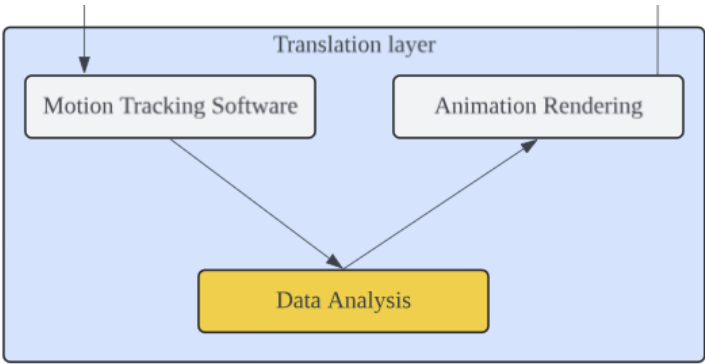 Translation layer
Motion Tracking Software
Animation Rendering
Data Analysis